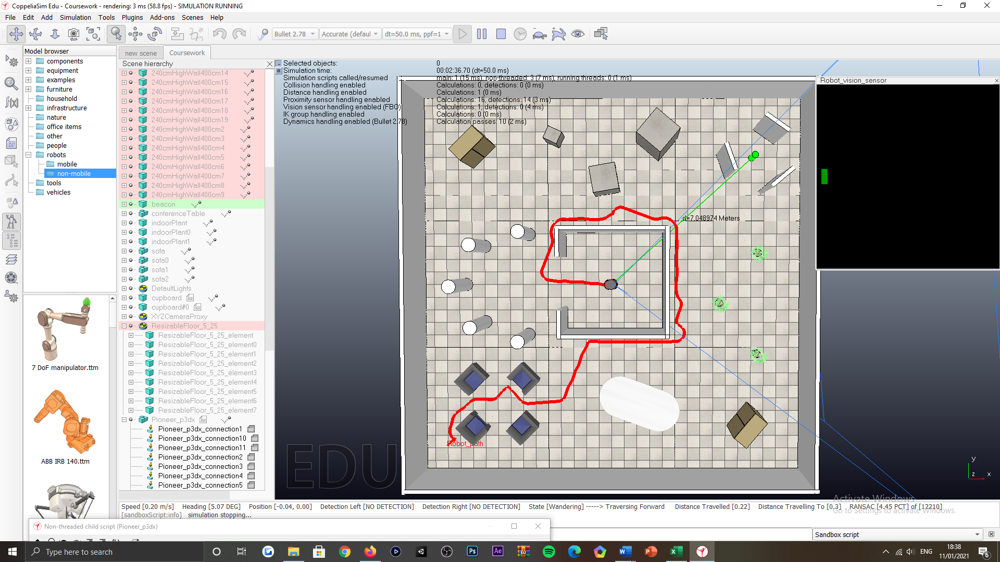 CoppeliaSim Edu - Coursework - rendering: 3 ms (58.8 fps) - SIMULATION RUNNING
File Edit Add Simulation Tools Plugins Add-ons Scenes Help
Bullet 2.78 Accurate (defaul dt=50.0 ms, ppf=1
Model browser
components
equipment
examples
furniture
household
infrastructure
nature
office items
other
people
robots
mobile
non-mobile
tools
vehicles
7 DoF manipulator.ttm
ABB IRB 140.ttm
new scene Coursework
Scene hierarchy
240cmHighWall400cm14
240cmHighWall400cm15
240cmHighWall400cm16
240cmHighWall400cm17
240cmHighWall400cm18
240cmHighWall400cm19
240cmHighWall400cm2
240cmHighWall400cm3
240cmHighWall400cm4
240cmHighWall400cm5
240cmHighWall400cm6
240cmHighWall400cm7
240cmHighWall400cm8
240cmHighWall400cm9
beacon
conferenceTable
indoorPlant
indoorPlant0
indoorPlant1
sofa
sofa0
sofa1
sofa2
DefaultLights
cupboard
cupboard#0
XYZCameraProxy
ResizableFloor_5_25
ResizableFloor_5_25_element
ResizableFloor_5_25_element0
ResizableFloor_5_25_element1
ResizableFloor_5_25_element2
ResizableFloor_5_25_element3
ResizableFloor_5_25_element4
ResizableFloor_5_25_element5
ResizableFloor_5_25_element6
ResizableFloor_5_25_element7
Pioneer_p3dx
Pioneer_p3dx_connection1
Pioneer_p3dx_connection10
Pioneer_p3dx_connection11
Pioneer_p3dx_connection2
Pioneer_p3dx_connection3
Pioneer_p3dx_connection4
Pioneer_p3dx_connection5
Selected objects: 0
Simulation time: 00:02:36.70 (dt=50.0 ms)
Simulation scripts called/resumed main: 1 (15 ms), non-threaded: 3 (7 ms), running threads: 0 (1 ms)
Collision handling enabled Calculations: 0, detections: 0 (0 ms)
Distance handling enabled Calculations: 1 (0 ms)
Proximity sensor handling enabled Calculations: 16, detections: 14 (3 ms)
Vision sensor handling enabled (FBO) Calculations: 1, detections: 0 (4 ms)
IK group handling enabled Calculations: 0 (0 ms)
Dynamics handling enabled (Bullet 2.78) Calculation passes: 10 (2 ms)
Robot_vision_sensor
d=7.048974 Meters
Robot_path
EDU
y
z x
Activate Windows
Go to Settings to activate Windows.
Speed [0.20 m/s] Heading [5.07 DEG] Position [-0.04, 0.00] Detection Left [NO DETECTION] Detection Right [NO DETECTION] State [Wandering] -----> Traversing Forward Distance Travelled [0.22] Distance Travelling To [0.3] RANSAC [4.45 PCT] of [12210]
[sandboxScript:info] simulation stopping...
Non-threaded child script (Pioneer_p3dx)
Sandbox script
Type here to search
Ps
Ae
ENG
18:38
11/01/2021
6